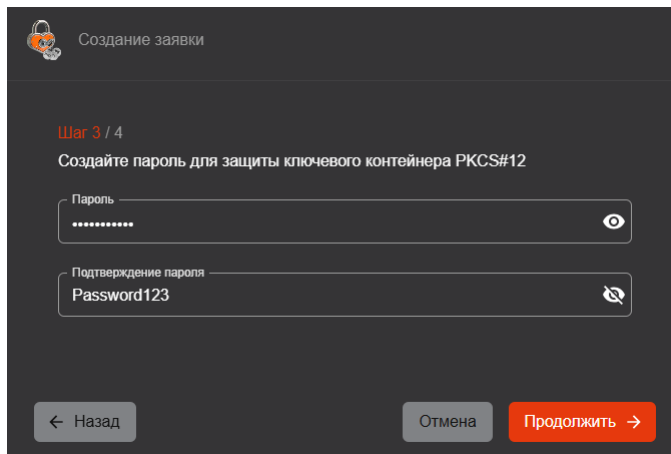 Создание заявки
Шаг 3 / 4
Создайте пароль для защиты ключевого контейнера PKCS#12
Пароль
•••••••••••
Подтверждение пароля
Password123
← Назад
Отмена
Продолжить →